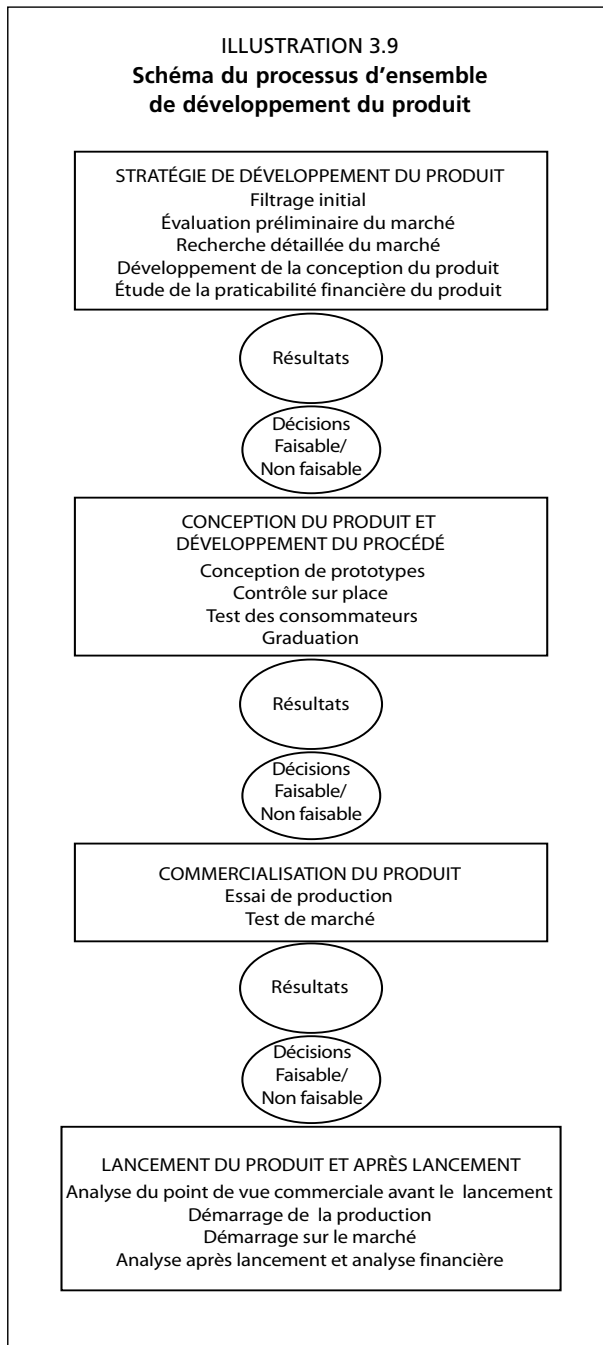 ILLUSTRATION 3.9
Schéma du processus d'ensemble
de développement du produit
STRATÉGIE DE DÉVELOPPEMENT DU PRODUIT
Filtrage initial
Évaluation préliminaire du marché
Recherche détaillée du marché
Développement de la conception du produit
Étude de la praticabilité financière du produit
Résultats
Décisions
Faisable/
Non faisable
CONCEPTION DU PRODUIT ET
DÉVELOPPEMENT DU PROCÉDÉ
Conception de prototypes
Contrôle sur place
Test des consommateurs
Graduation
Résultats
Décisions
Faisable/
Non faisable
COMMERCIALISATION DU PRODUIT
Essai de production
Test de marché
Résultats
Décisions
Faisable/
Non faisable
LANCEMENT DU PRODUIT ET APRÈS LANCEMENT
Analyse du point de vue commerciale avant le lancement
Démarrage de la production
Démarrage sur le marché
Analyse après lancement et analyse financière